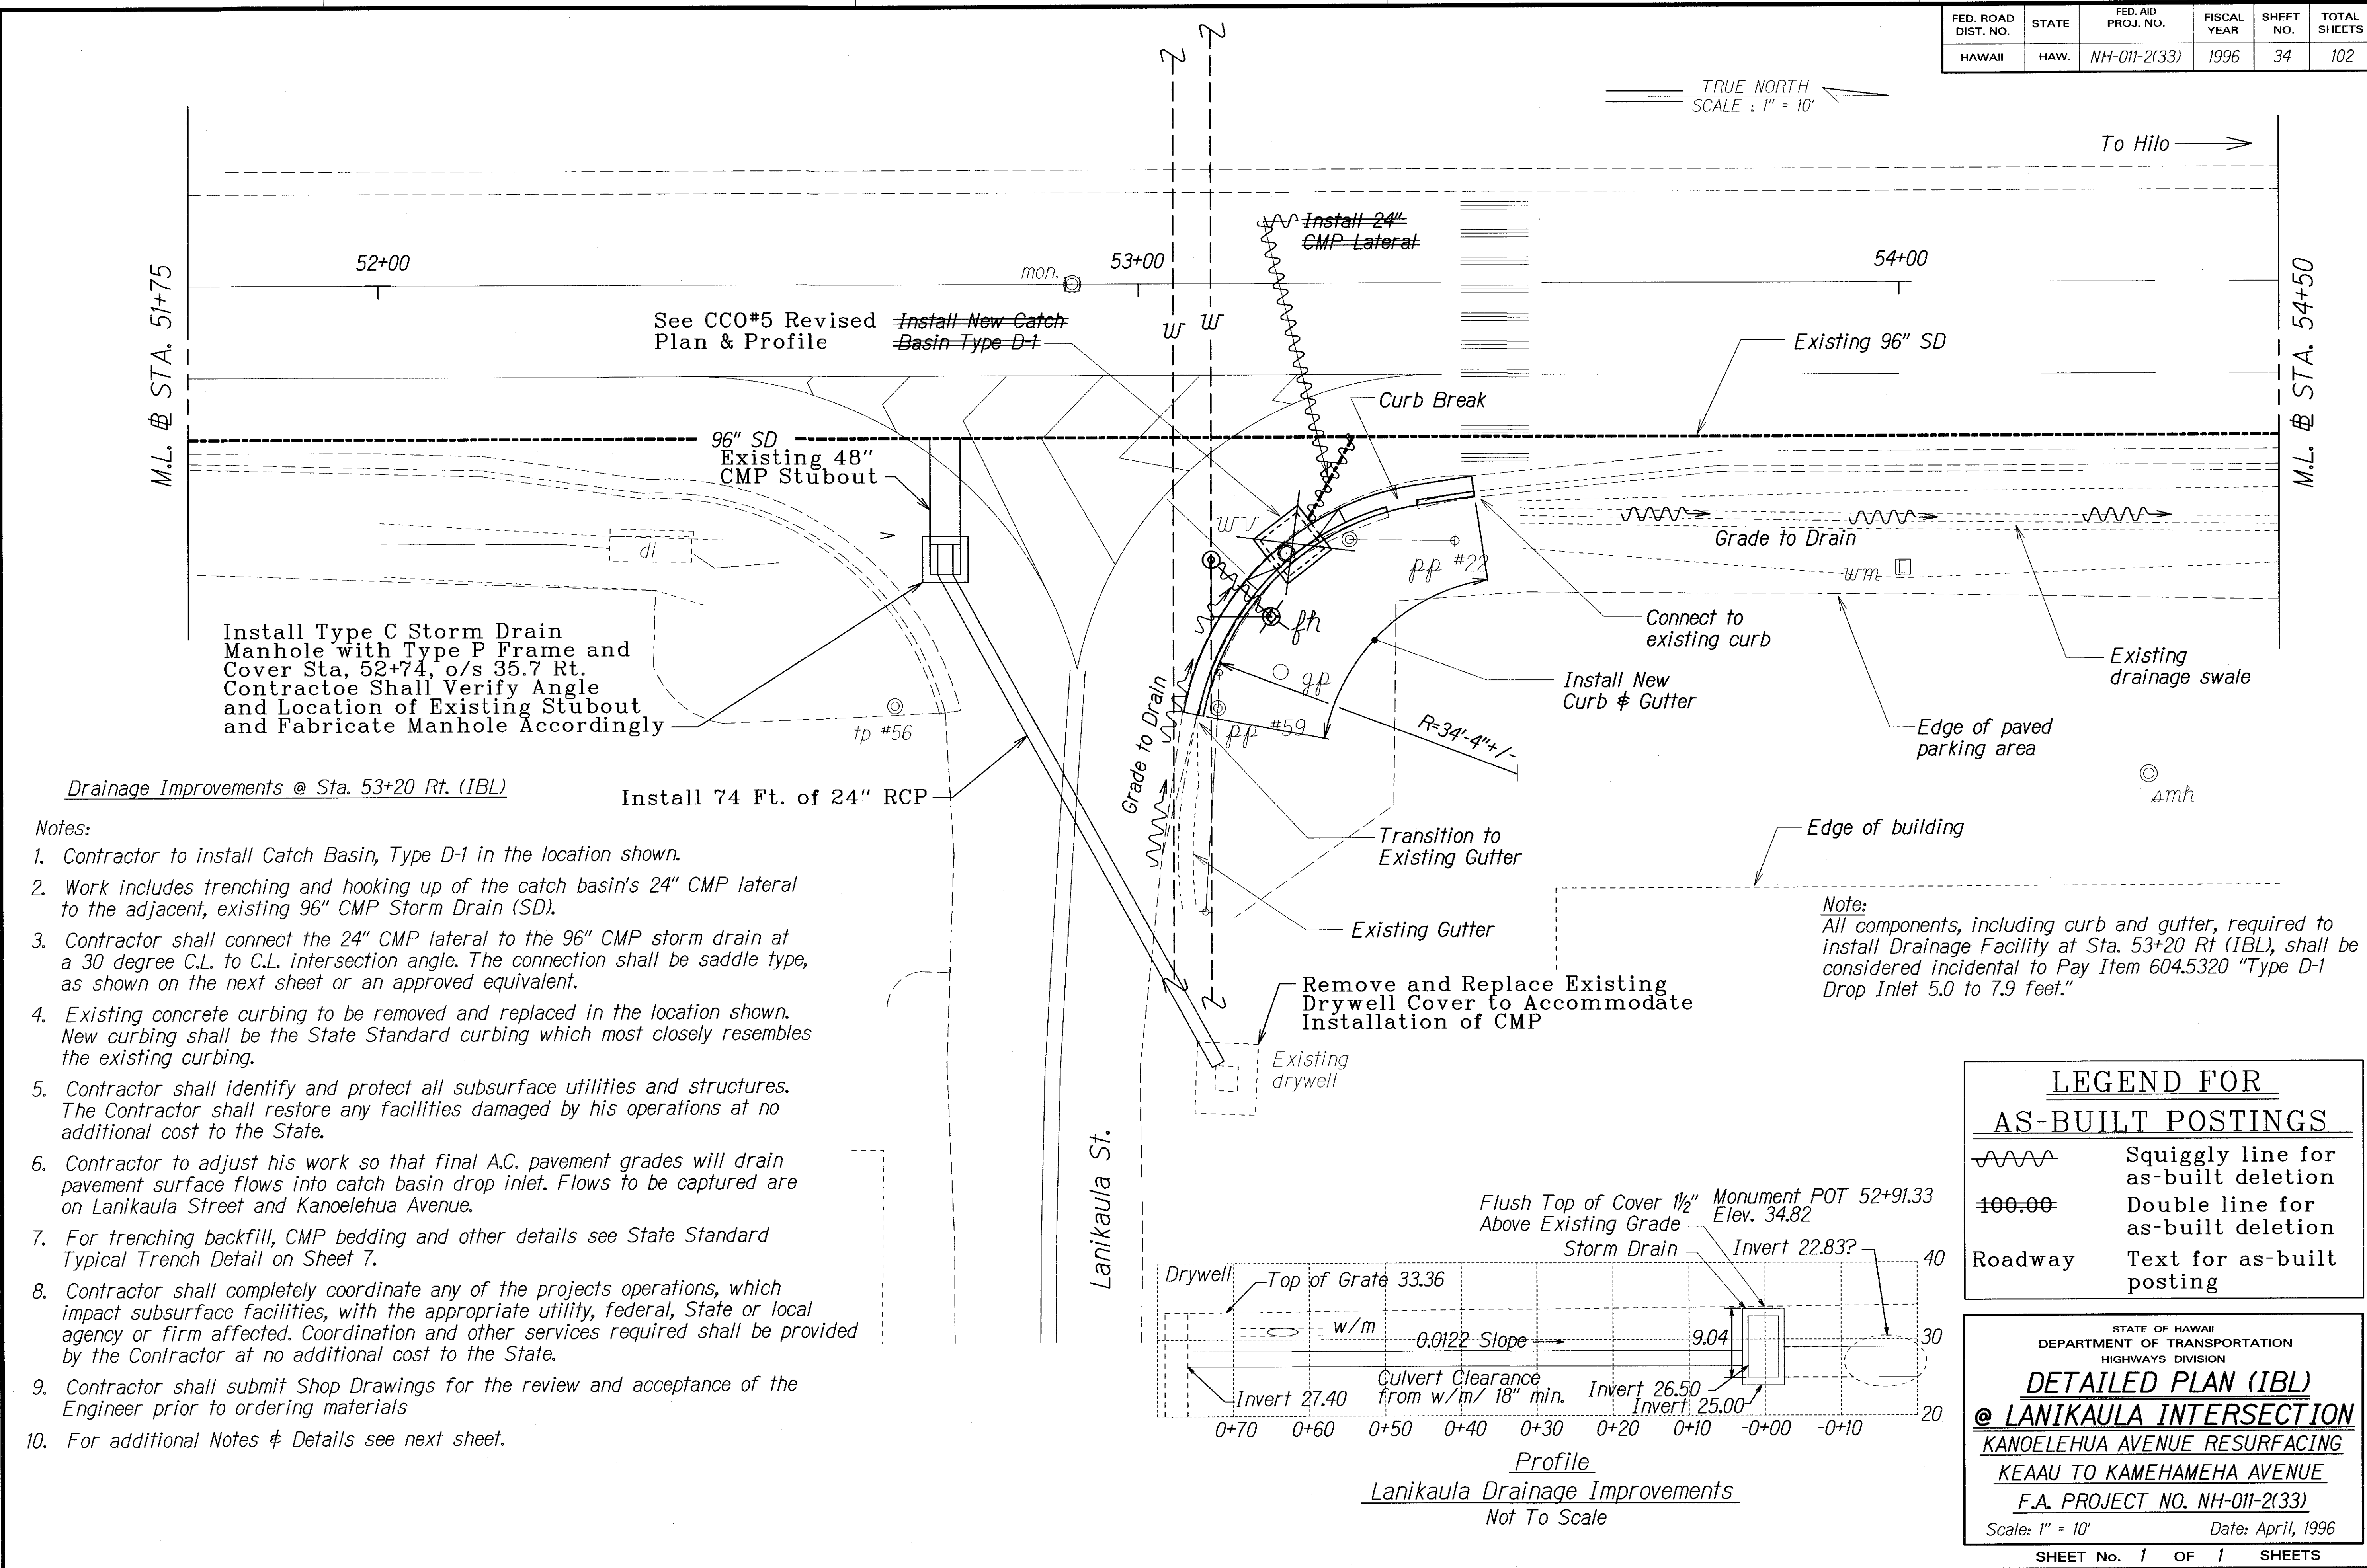 FED. ROAD DIST. NO. STATE FED. AID PROJ. NO. FISCAL YEAR SHEET NO. TOTAL SHEETS
HAWAII HAW. NH-011-2(33) 1996 34 102
TRUE NORTH
SCALE : 1" = 10'
To Hilo
Install 24"
CMP Lateral
M.L. ⅊ STA. 51+75
52+00
mon.
53+00
54+00
M.L. ⅊ STA. 54+50
See CCO#5 Revised
Plan & Profile
Install New Catch
Basin Type D-1
W W
Existing 96" SD
Curb Break
96" SD
Existing 48"
CMP Stubout
WV
di
pp #22
Grade to Drain
wm
fh
Connect to
existing curb
Install Type C Storm Drain
Manhole with Type P Frame and
Cover Sta, 52+74, o/s 35.7 Rt.
Contractoe Shall Verify Angle
and Location of Existing Stubout
and Fabricate Manhole Accordingly
tp #56
gp
pp #59
R=34'-4"+/-
Install New
Curb & Gutter
Existing
drainage swale
Edge of paved
parking area
Grade to Drain
smh
Drainage Improvements @ Sta. 53+20 Rt. (IBL)
Install 74 Ft. of 24" RCP
Transition to
Existing Gutter
Edge of building
Existing Gutter
Notes:
1. Contractor to install Catch Basin, Type D-1 in the location shown.
2. Work includes trenching and hooking up of the catch basin's 24" CMP lateral
to the adjacent, existing 96" CMP Storm Drain (SD).
3. Contractor shall connect the 24" CMP lateral to the 96" CMP storm drain at
a 30 degree C.L. to C.L. intersection angle. The connection shall be saddle type,
as shown on the next sheet or an approved equivalent.
4. Existing concrete curbing to be removed and replaced in the location shown.
New curbing shall be the State Standard curbing which most closely resembles
the existing curbing.
5. Contractor shall identify and protect all subsurface utilities and structures.
The Contractor shall restore any facilities damaged by his operations at no
additional cost to the State.
6. Contractor to adjust his work so that final A.C. pavement grades will drain
pavement surface flows into catch basin drop inlet. Flows to be captured are
on Lanikaula Street and Kanoelehua Avenue.
7. For trenching backfill, CMP bedding and other details see State Standard
Typical Trench Detail on Sheet 7.
8. Contractor shall completely coordinate any of the projects operations, which
impact subsurface facilities, with the appropriate utility, federal, State or local
agency or firm affected. Coordination and other services required shall be provided
by the Contractor at no additional cost to the State.
9. Contractor shall submit Shop Drawings for the review and acceptance of the
Engineer prior to ordering materials
10. For additional Notes & Details see next sheet.
Note:
All components, including curb and gutter, required to
install Drainage Facility at Sta. 53+20 Rt (IBL), shall be
considered incidental to Pay Item 604.5320 "Type D-1
Drop Inlet 5.0 to 7.9 feet."
Remove and Replace Existing
Drywell Cover to Accommodate
Installation of CMP
Existing
drywell
Lanikaula St.
LEGEND FOR
AS-BUILT POSTINGS
Squiggly line for
as-built deletion
100.00 Double line for
as-built deletion
Roadway Text for as-built
posting
Flush Top of Cover 1½"
Above Existing Grade
Monument POT 52+91.33
Elev. 34.82
Storm Drain
Invert 22.83?
40
Drywell
Top of Grate 33.36
w/m
0.0122 Slope
9.04
30
Culvert Clearance
from w/m/ 18" min.
Invert 27.40
Invert 26.50
Invert 25.00
20
0+70 0+60 0+50 0+40 0+30 0+20 0+10 -0+00 -0+10
Profile
Lanikaula Drainage Improvements
Not To Scale
STATE OF HAWAII
DEPARTMENT OF TRANSPORTATION
HIGHWAYS DIVISION
DETAILED PLAN (IBL)
@ LANIKAULA INTERSECTION
KANOELEHUA AVENUE RESURFACING
KEAAU TO KAMEHAMEHA AVENUE
F.A. PROJECT NO. NH-011-2(33)
Scale: 1" = 10' Date: April, 1996
SHEET No. 1 OF 1 SHEETS